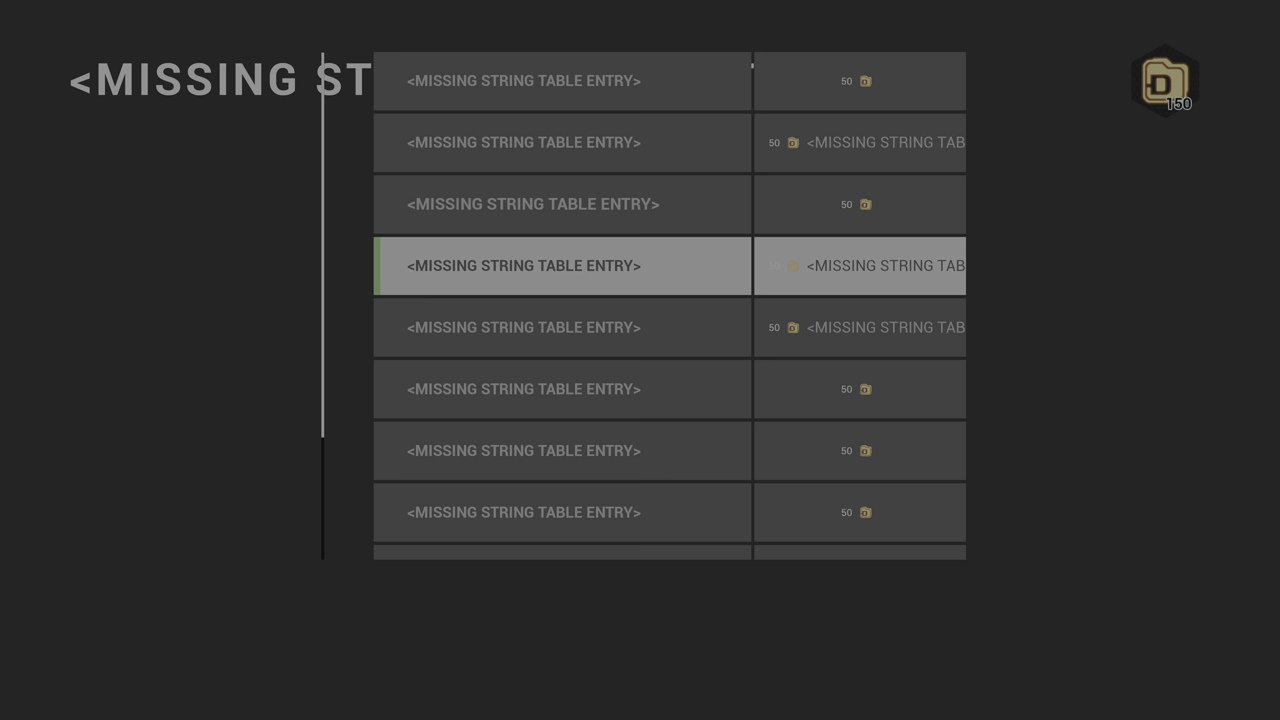 <MISSING ST
150
<MISSING STRING TABLE ENTRY> 50
<MISSING STRING TABLE ENTRY> 50 <MISSING STRING TAB
<MISSING STRING TABLE ENTRY> 50
<MISSING STRING TABLE ENTRY> 50 <MISSING STRING TAB
<MISSING STRING TABLE ENTRY> 50 <MISSING STRING TAB
<MISSING STRING TABLE ENTRY> 50
<MISSING STRING TABLE ENTRY> 50
<MISSING STRING TABLE ENTRY> 50